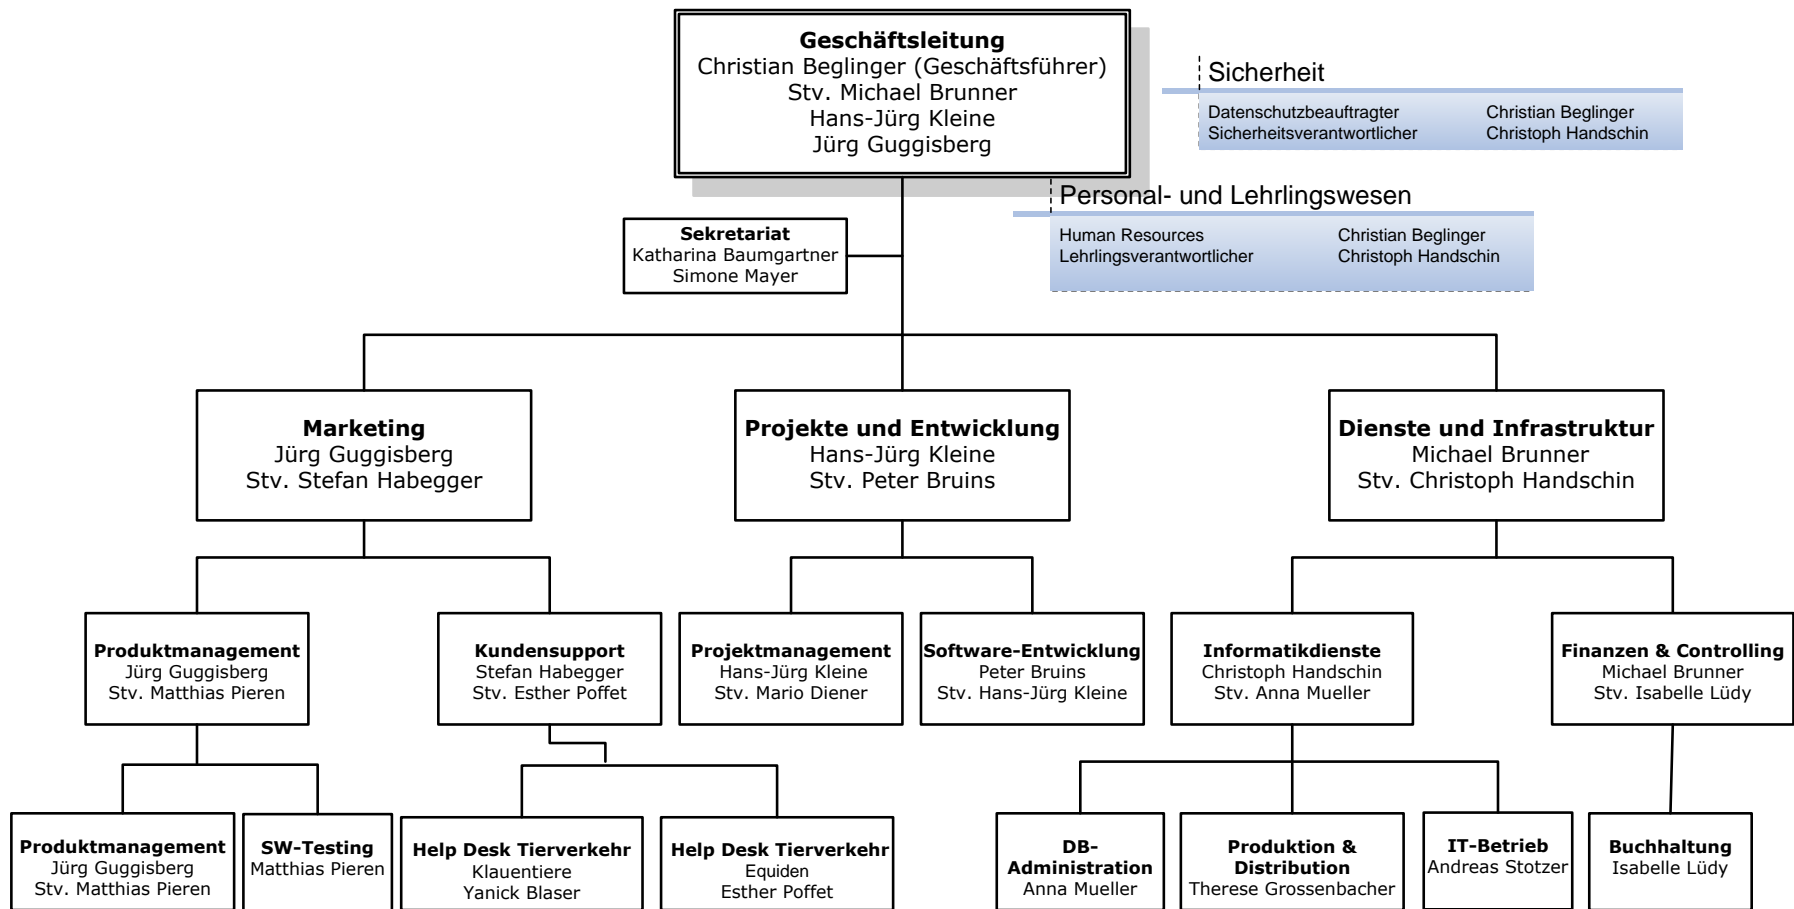 Geschäftsleitung
Christian Beglinger (Geschäftsführer)
Stv. Michael Brunner
Hans-Jürg Kleine
Jürg Guggisberg
Sicherheit
Datenschutzbeauftragter Christian Beglinger
Sicherheitsverantwortlicher Christoph Handschin
Personal- und Lehrlingswesen
Human Resources Christian Beglinger
Lehrlingsverantwortlicher Christoph Handschin
Sekretariat
Katharina Baumgartner
Simone Mayer
Marketing
Jürg Guggisberg
Stv. Stefan Habegger
Projekte und Entwicklung
Hans-Jürg Kleine
Stv. Peter Bruins
Dienste und Infrastruktur
Michael Brunner
Stv. Christoph Handschin
Produktmanagement
Jürg Guggisberg
Stv. Matthias Pieren
Kundensupport
Stefan Habegger
Stv. Esther Poffet
Projektmanagement
Hans-Jürg Kleine
Stv. Mario Diener
Software-Entwicklung
Peter Bruins
Stv. Hans-Jürg Kleine
Informatikdienste
Christoph Handschin
Stv. Anna Mueller
Finanzen & Controlling
Michael Brunner
Stv. Isabelle Lüdy
Produktmanagement
Jürg Guggisberg
Stv. Matthias Pieren
SW-Testing
Matthias Pieren
Help Desk Tierverkehr
Klauentiere
Yanick Blaser
Help Desk Tierverkehr
Equiden
Esther Poffet
DB-
Administration
Anna Mueller
Produktion &
Distribution
Therese Grossenbacher
IT-Betrieb
Andreas Stotzer
Buchhaltung
Isabelle Lüdy